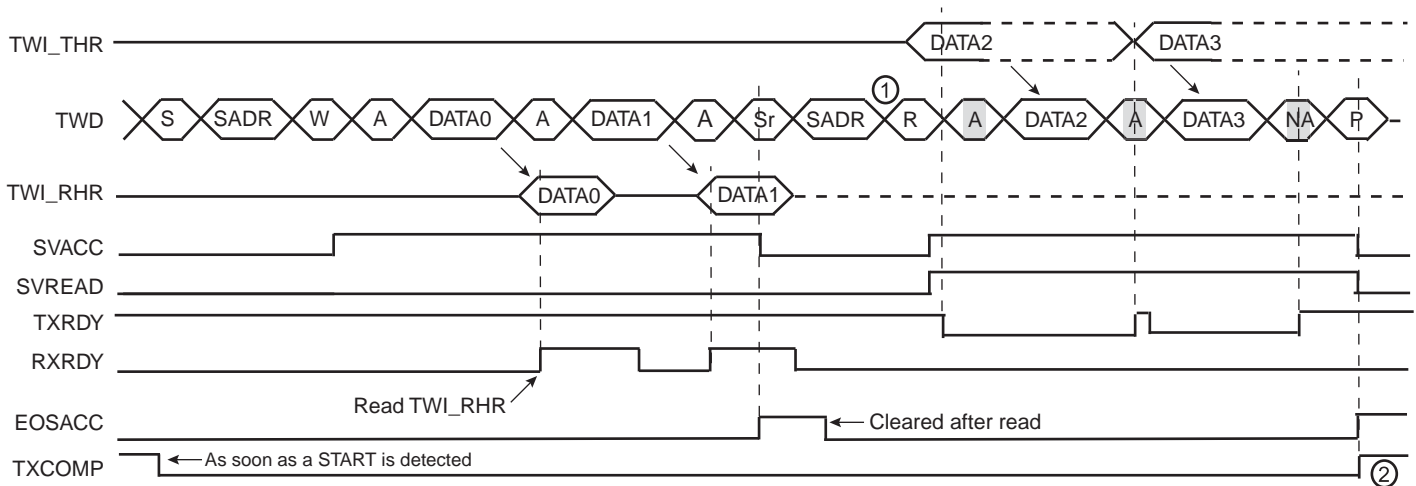 TWI_THR DATA2 DATA3
①
TWD S SADR W A DATA0 A DATA1 A Sr SADR R A DATA2 A DATA3 NA P
TWI_RHR DATA0 DATA1
SVACC
SVREAD
TXRDY
RXRDY
Read TWI_RHR
EOSACC Cleared after read
TXCOMP As soon as a START is detected ②